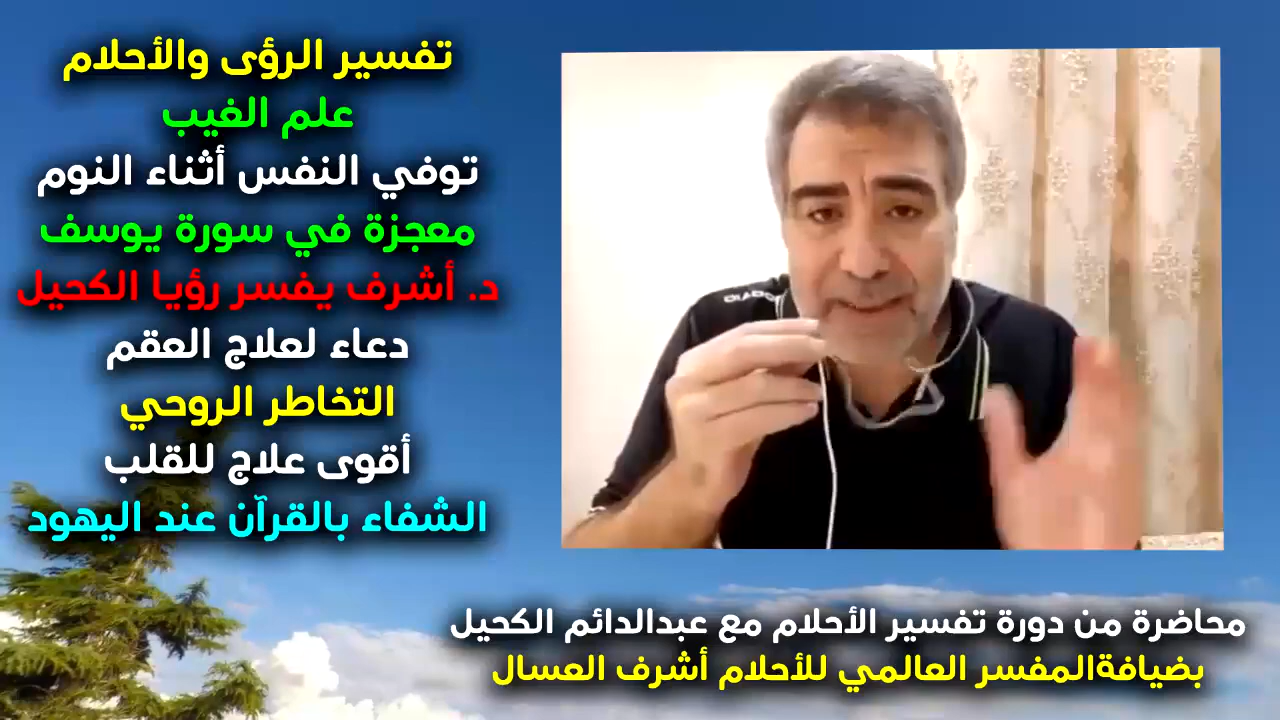 تفسير الرؤى والأحلام
علم الغيب
توفي النفس أثناء النوم
معجزة في سورة يوسف
د. أشرف يفسر رؤيا الكحيل
دعاء لعلاج العقم
التخاطر الروحي
أقوى علاج للقلب
الشفاء بالقرآن عند اليهود
محاضرة من دورة تفسير الأحلام مع عبدالدائم الكحيل
بضيافةالمفسر العالمي للأحلام أشرف العسال